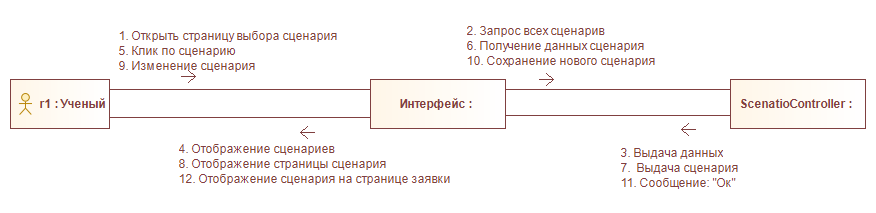 1. Открыть страницу выбора сценария
5. Клик по сценарию
9. Изменение сценария
2. Запрос всех сценарив
6. Получение данных сценария
10. Сохранение нового сценария
r1 : Ученый
Интерфейс :
ScenatioController :
4. Отображение сценариев
8. Отображение страницы сценария
12. Отображение сценария на странице заявки
3. Выдача данных
7. Выдача сценария
11. Сообщение: "Ок"